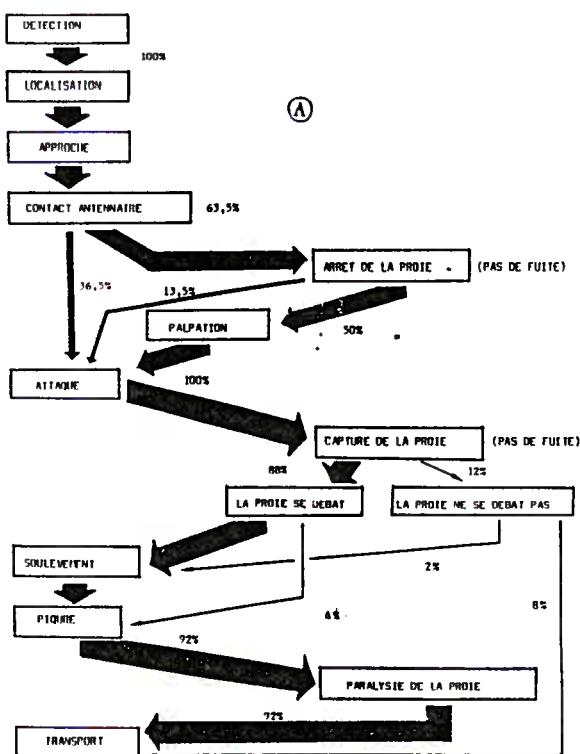 DETECTION
100%
LOCALISATION
A
APPROCHE
CONTACT ANTENNAIRE 63,5%
ARRET DE LA PROIE (PAS DE FUITE)
36,5%
13,5%
PALPATION
50%
ATTAQUE
100%
CAPTURE DE LA PROIE (PAS DE FUITE)
88%
12%
LA PROIE SE DEBAT
LA PROIE NE SE DEBAT PAS
SOULEVEMENT
2%
PIQURE
4%
8%
92%
PARALYSIE DE LA PROIE
92%
TRANSPORT